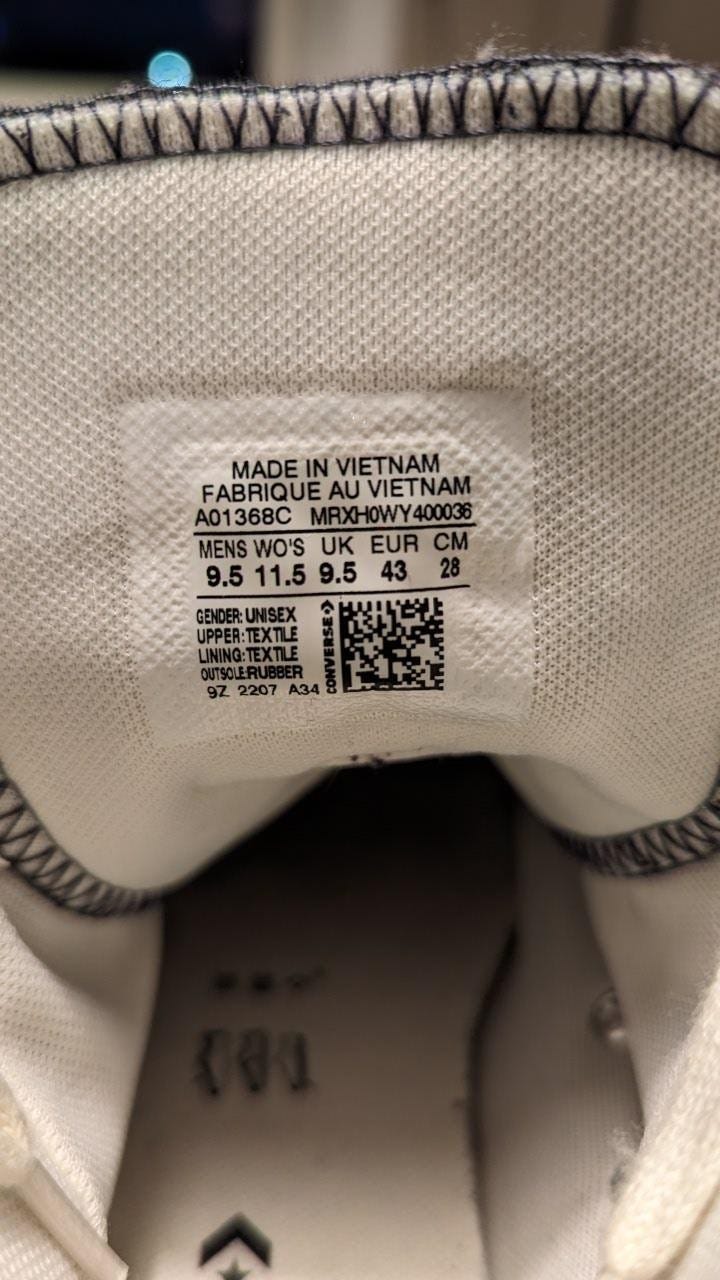 MADE IN VIETNAM
FABRIQUE AU VIETNAM
A01368C MRXH0WY400036
MENS WO'S UK EUR CM
9.5 11.5 9.5 43 28
GENDER: UNISEX
UPPER: TEXTILE
LINING: TEXTILE
OUTSOLE: RUBBER
9Z 2207 A34
CONVERSE